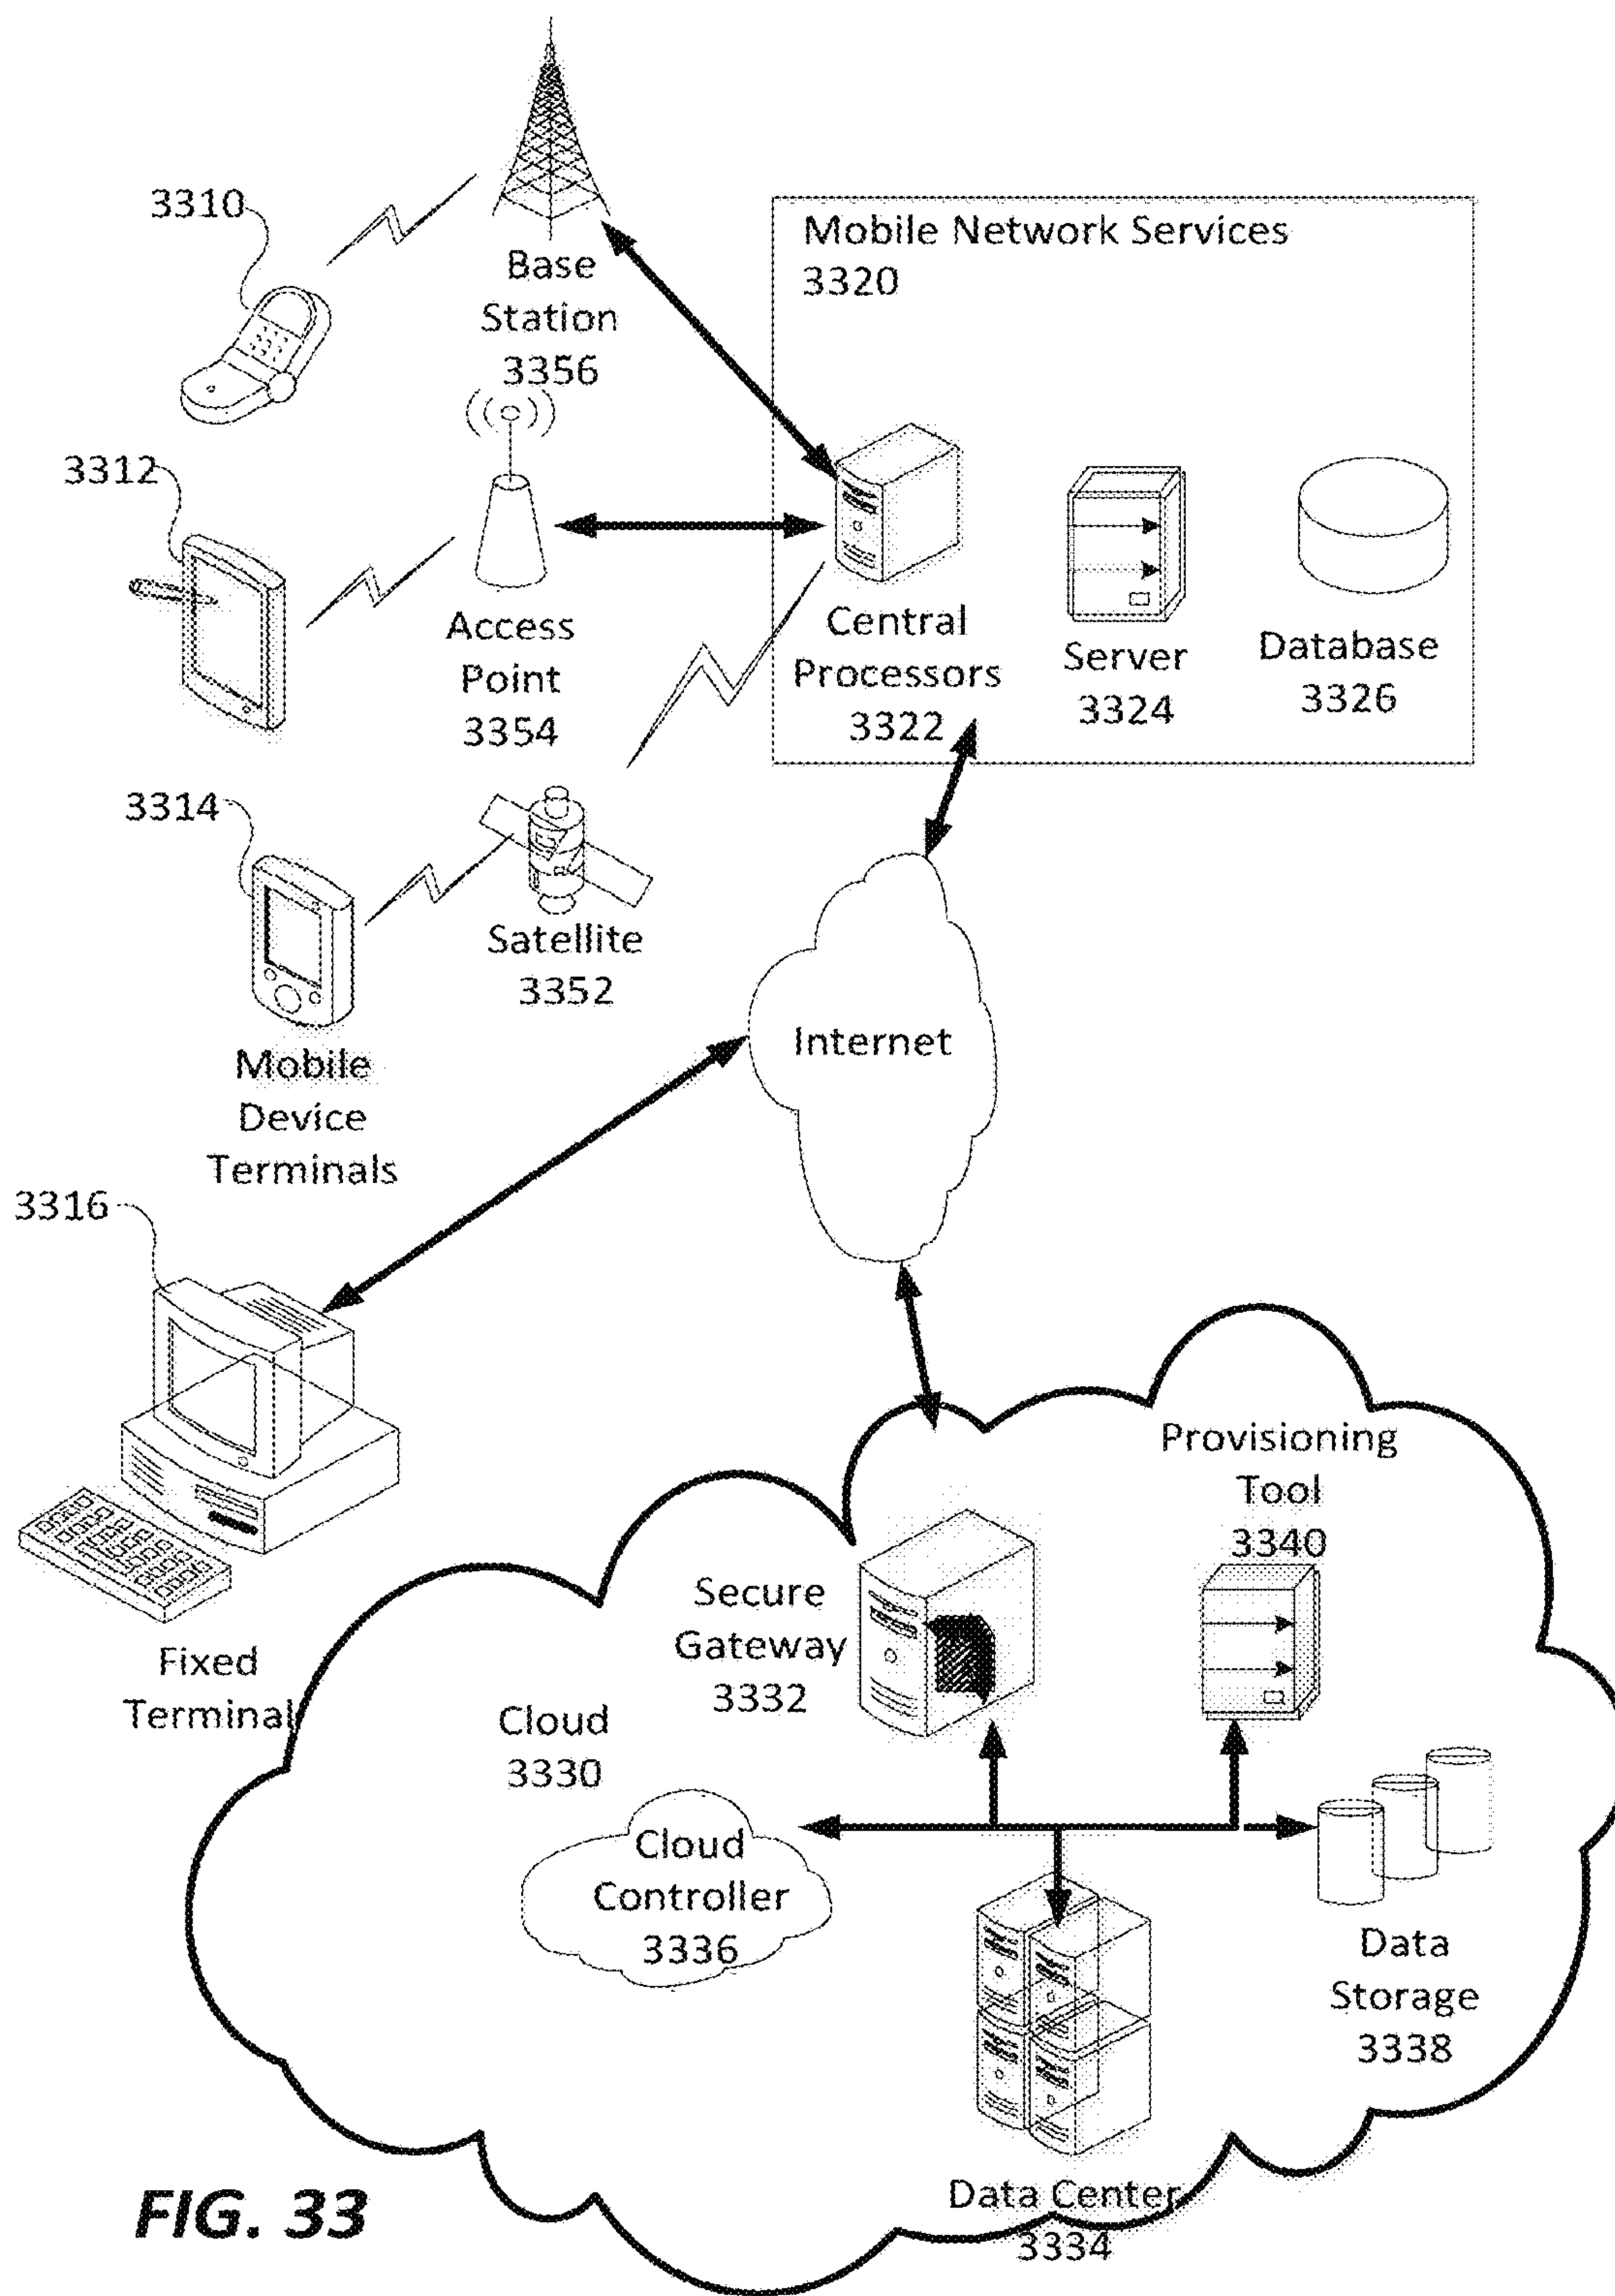 3310
Base
Station
3356
Mobile Network Services
3320
3312
Access
Point
3354
Central
Processors
3322
Server
3324
Database
3326
3314
Satellite
3352
Mobile
Device
Terminals
Internet
3316
Fixed
Terminal
Provisioning
Tool
3340
Secure
Gateway
3332
Cloud
3330
Cloud
Controller
3336
Data
Storage
3338
Data Center
3334
FIG. 33